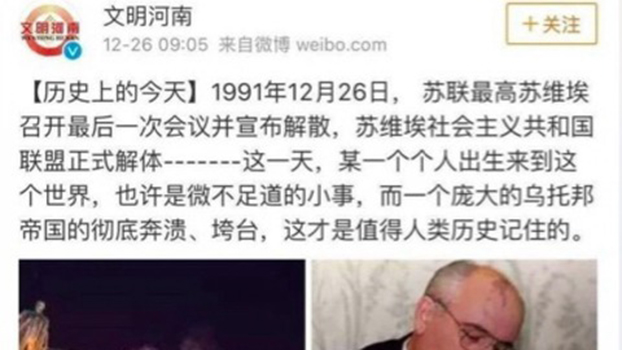 文明河南
文明河南
12-26 09:05 来自微博 weibo.com
+关注
【历史上的今天】1991年12月26日， 苏联最高苏维埃
召开最后一次会议并宣布解散，苏维埃社会主义共和国
联盟正式解体-------这一天，某一个个人出生来到这
个世界，也许是微不足道的小事，而一个庞大的乌托邦
帝国的彻底奔溃、垮台，这才是值得人类历史记住的。